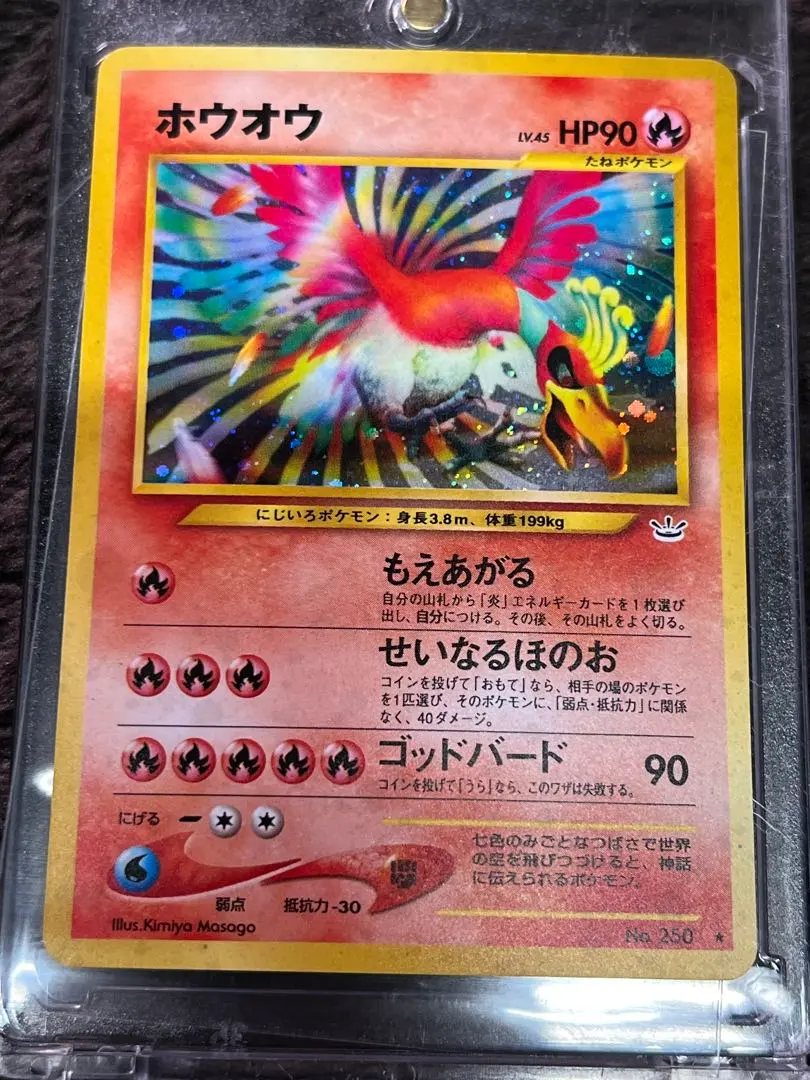 ホウオウ
LV.45 HP90
たねポケモン
にじいろポケモン：身長3.8m、体重199kg
もえあがる
自分の山札から「炎」エネルギーカードを1枚選び
出し、自分につける。その後、その山札をよく切る。
せいなるほのお
コインを投げて「おもて」なら、相手の場のポケモン
を1匹選び、そのポケモンに、「弱点・抵抗力」に関係
なく、40ダメージ。
ゴッドバード 90
コインを投げて「うら」なら、このワザは失敗する。
にげる
七色のみごとなつばさで世界
の空を飛びつづけると、神話
に伝えられるポケモン。
弱点 抵抗力-30
Illus.Kimiya Masago
No. 250 ★